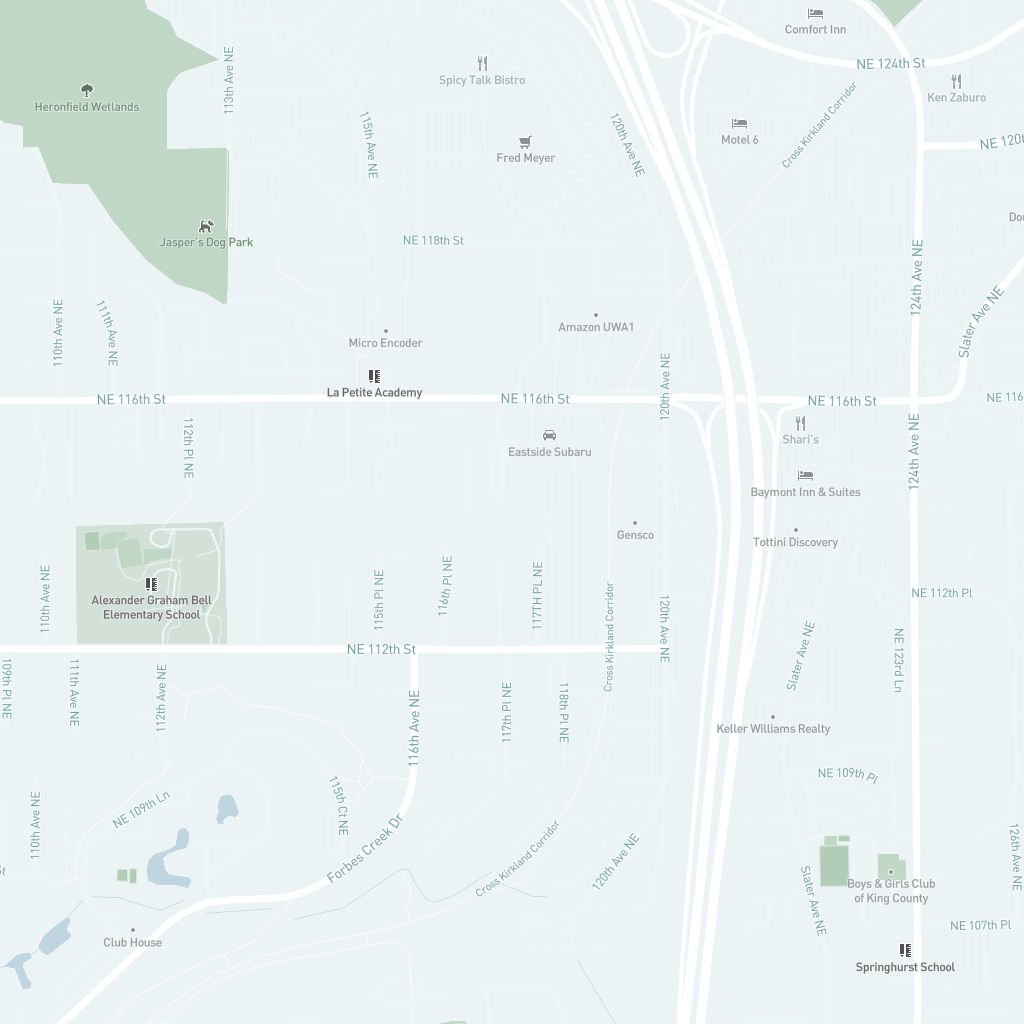 Comfort Inn
NE 124th St
Spicy Talk Bistro
113th Ave NE
Heronfield Wetlands
Ken Zaburo
Cross Kirkland Corridor
115th Ave NE
120th Ave NE
Motel 6
Fred Meyer
NE 120t
Jasper's Dog Park
NE 118th St
Dou
124th Ave NE
110th Ave NE
111th Ave NE
Slater Ave NE
Amazon UWA1
Micro Encoder
120th Ave NE
La Petite Academy
NE 116th St
NE 116th St
NE 116th St
NE 116
112th Pl NE
Shari's
124th Ave NE
Eastside Subaru
Baymont Inn & Suites
Gensco
Tottini Discovery
110th Ave NE
Alexander Graham Bell
Elementary School
115th Pl NE
116th Pl NE
117TH PL NE
Cross Kirkland Corridor
120th Ave NE
NE 112th Pl
Slater Ave NE
NE 123rd Ln
NE 112th St
109th Pl NE
111th Ave NE
112th Ave NE
116th Ave NE
117th Pl NE
118th Pl NE
Keller Williams Realty
NE 109th Pl
115th Ct NE
NE 109th Ln
110th Ave NE
Forbes Creek Dr
Cross Kirkland Corridor
120th Ave NE
126th Ave NE
St
Slater Ave NE
Boys & Girls Club
of King County
NE 107th Pl
Club House
Springhurst School